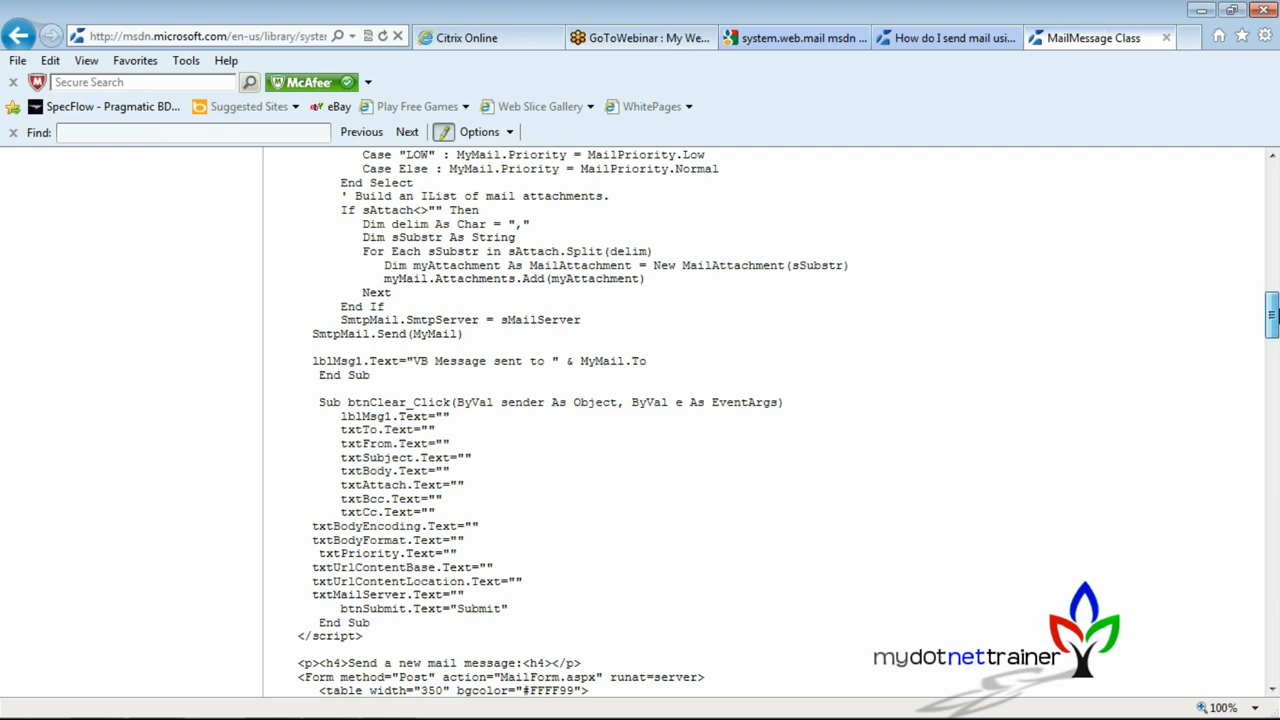 http://msdn.microsoft.com/en-us/library/syster
Citrix Online
GoToWebinar : My We...
system.web.mail msdn ...
How do I send mail usi...
MailMessage Class
File Edit View Favorites Tools Help
Secure Search
McAfee
SpecFlow - Pragmatic BD...
Suggested Sites
eBay
Play Free Games
Web Slice Gallery
WhitePages
Find:
Previous
Next
Options
Case "LOW" : MyMail.Priority = MailPriority.Low
Case Else : MyMail.Priority = MailPriority.Normal
End Select
' Build an IList of mail attachments.
If sAttach<>"" Then
Dim delim As Char = ","
Dim sSubstr As String
For Each sSubstr in sAttach.Split(delim)
Dim myAttachment As MailAttachment = New MailAttachment(sSubstr)
myMail.Attachments.Add(myAttachment)
Next
End If
SmtpMail.SmtpServer = sMailServer
SmtpMail.Send(MyMail)
lblMsg1.Text="VB Message sent to " & MyMail.To
End Sub
Sub btnClear_Click(ByVal sender As Object, ByVal e As EventArgs)
lblMsg1.Text=""
txtTo.Text=""
txtFrom.Text=""
txtSubject.Text=""
txtBody.Text=""
txtAttach.Text=""
txtBcc.Text=""
txtCc.Text=""
txtBodyEncoding.Text=""
txtBodyFormat.Text=""
txtPriority.Text=""
txtUrlContentBase.Text=""
txtUrlContentLocation.Text=""
txtMailServer.Text=""
btnSubmit.Text="Submit"
End Sub
</script>
<p><h4>Send a new mail message:<h4></p>
<Form method="Post" action="MailForm.aspx" runat=server>
<table width="350" bgcolor="#FFFF99">
mydotnettrainer
100%